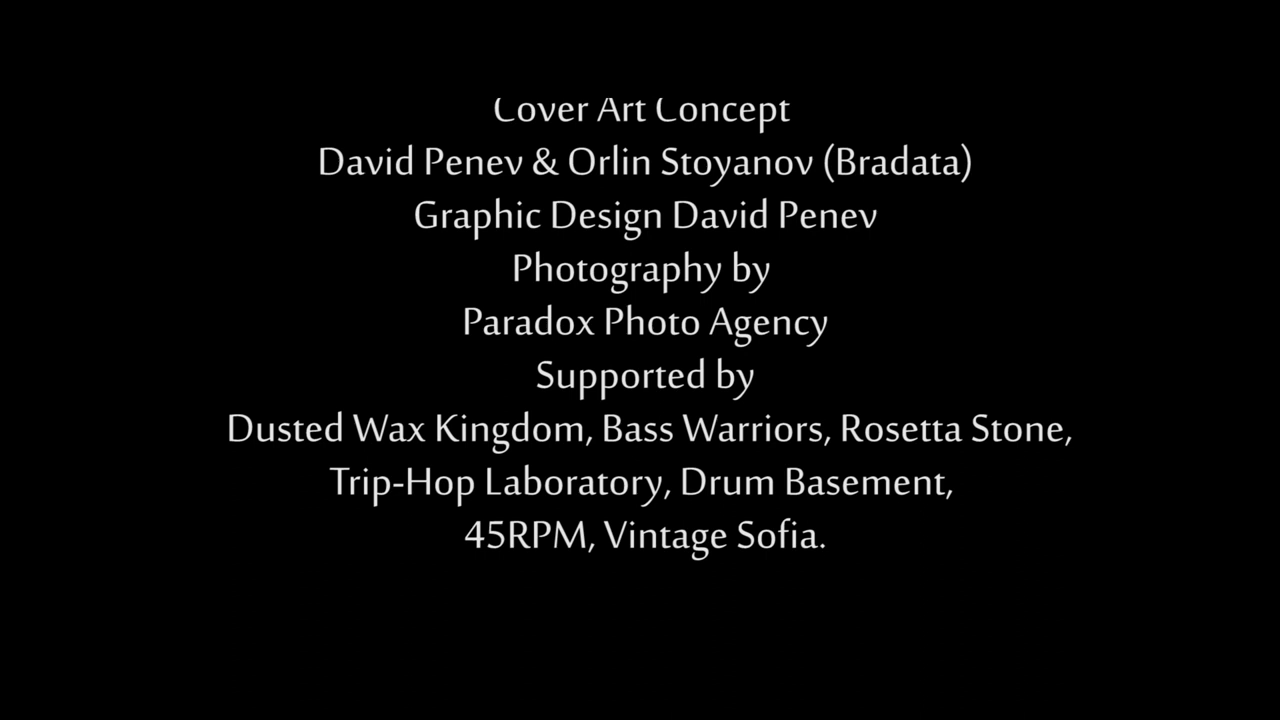 Cover Art Concept
David Penev & Orlin Stoyanov (Bradata)
Graphic Design David Penev
Photography by
Paradox Photo Agency
Supported by
Dusted Wax Kingdom, Bass Warriors, Rosetta Stone,
Trip-Hop Laboratory, Drum Basement,
45RPM, Vintage Sofia.